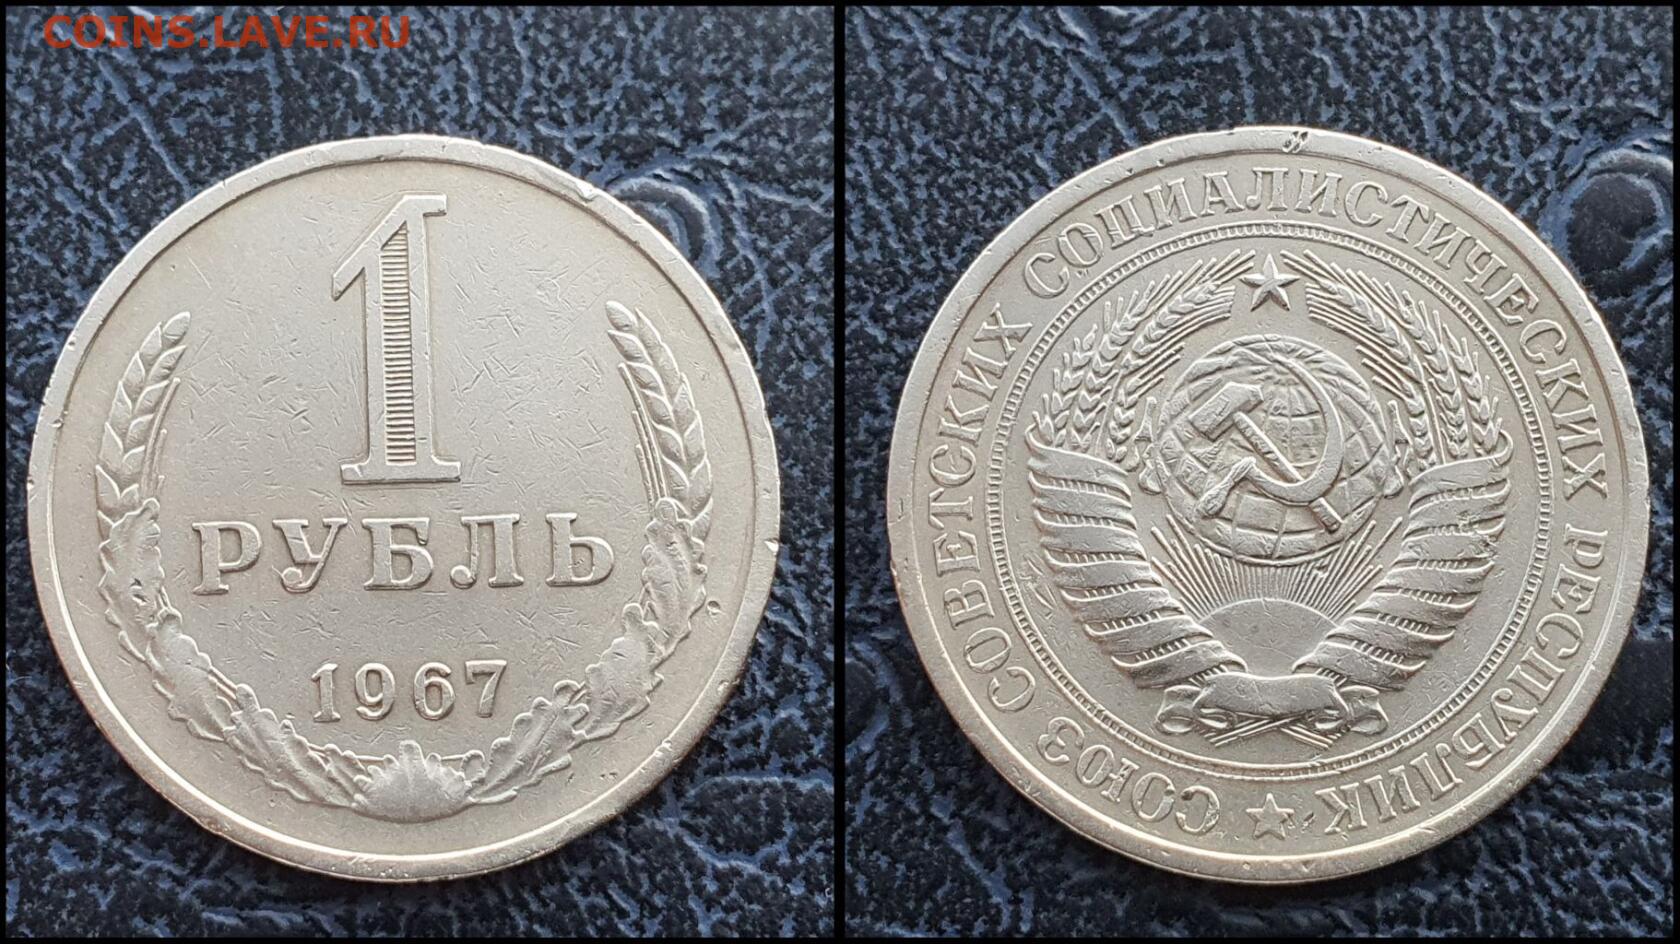 COINS.LAVE.RU
1
РУБЛЬ
1967
СОЮЗ СОВЕТСКИХ СОЦИАЛИСТИЧЕСКИХ РЕСПУБЛИК